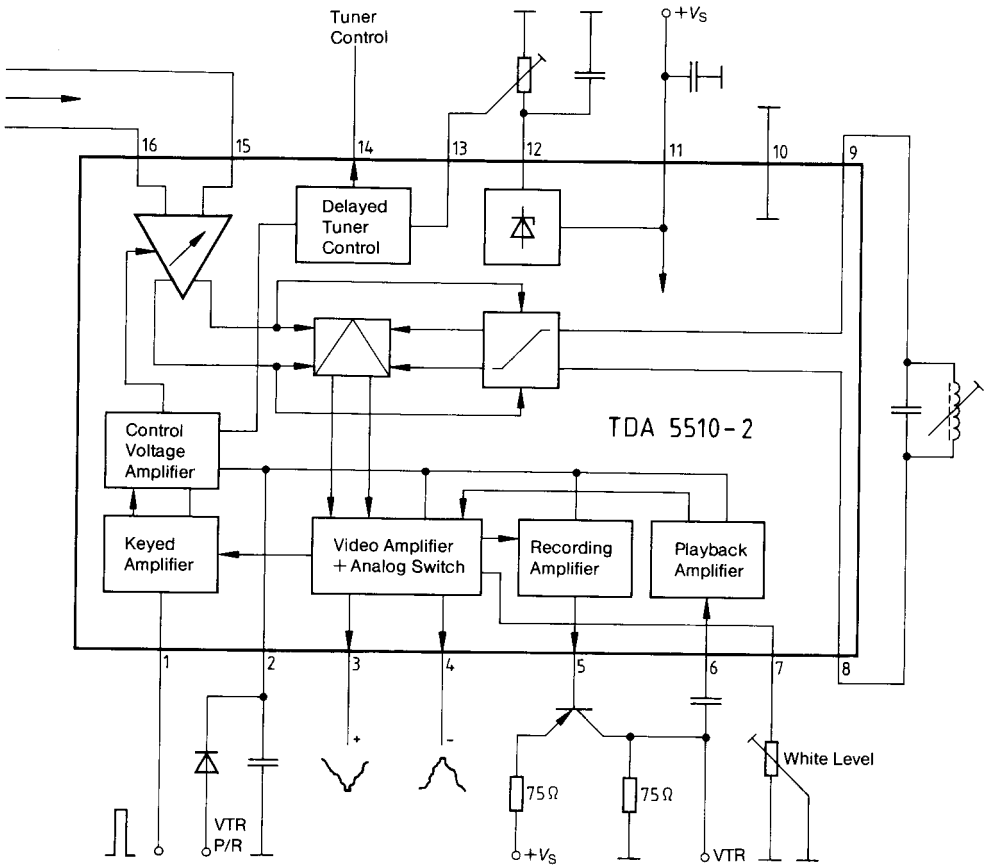 Tuner
Control
+VS
16
15
14
13
12
11
10
9
Delayed
Tuner
Control
TDA 5510-2
Control
Voltage
Amplifier
Keyed
Amplifier
Video Amplifier
+ Analog Switch
Recording
Amplifier
Playback
Amplifier
1
2
3
4
5
6
7
8
+
-
White Level
75Ω
75Ω
VTR
P/R
+VS
VTR